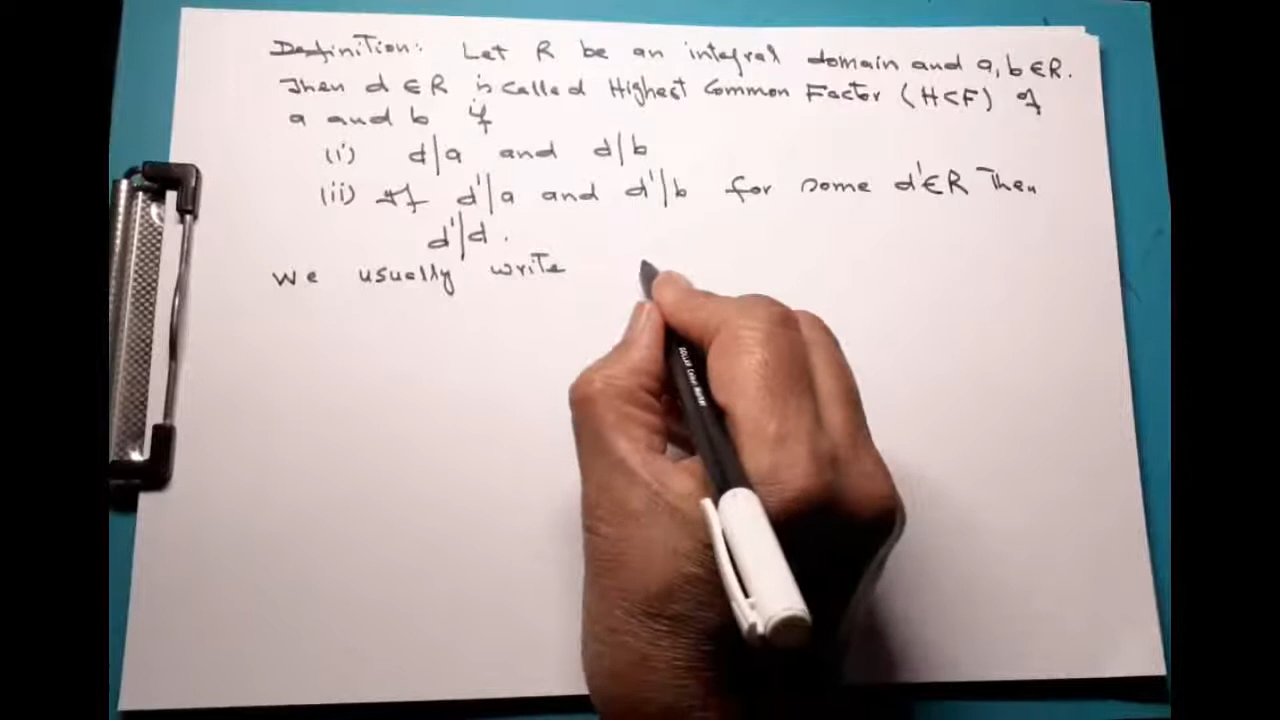 Definition: Let R be an integral domain and a, b ∈ R.
Then d ∈ R is called Highest Common Factor (HCF) of
a and b if
(i) d|a and d|b
(ii) If d'|a and d'|b for some d' ∈ R Then
d'|d.
we usually write